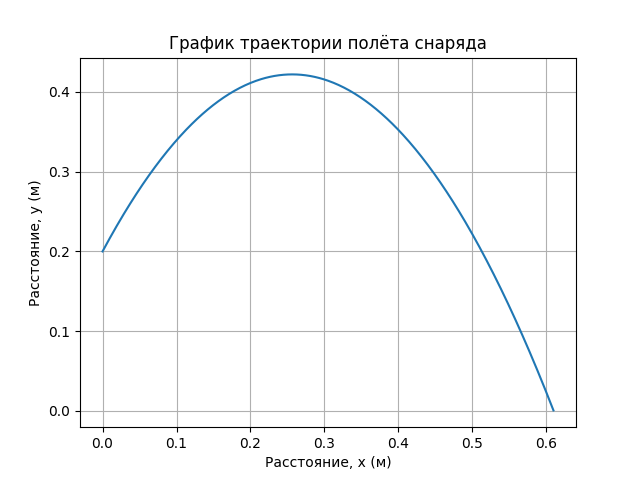 График траектории полёта снаряда
Расстояние, y (м)
0.4
0.3
0.2
0.1
0.0
0.0 0.1 0.2 0.3 0.4 0.5 0.6
Расстояние, x (м)